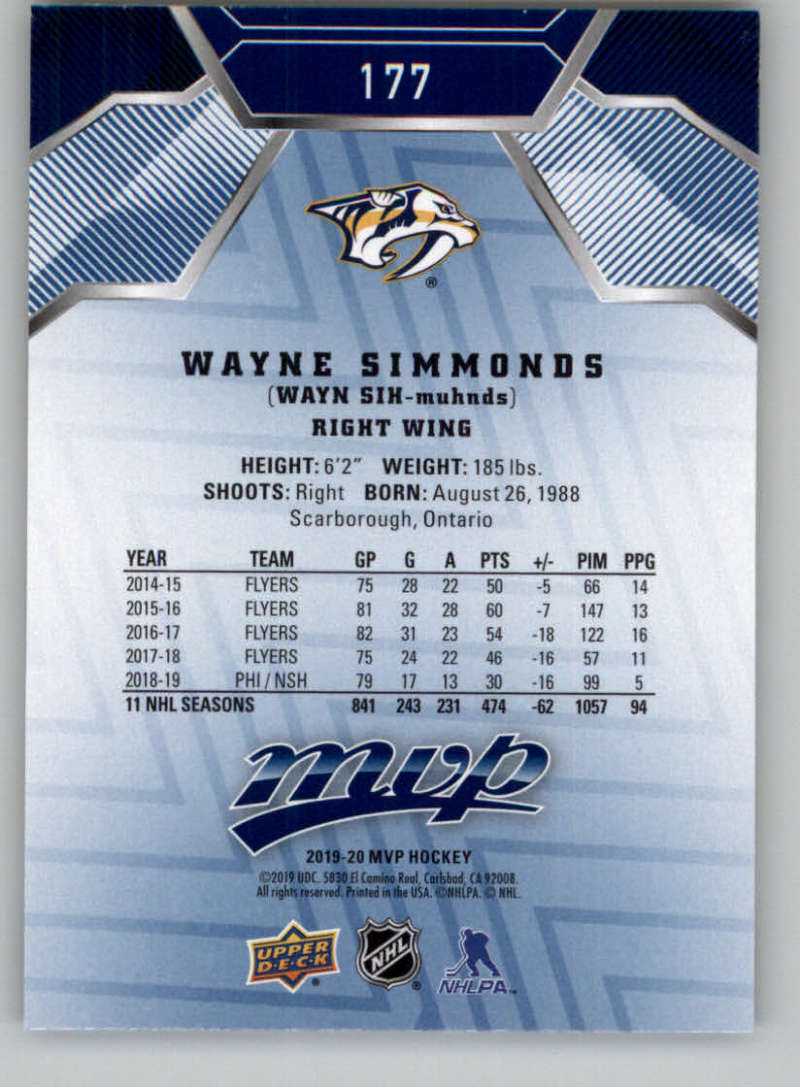 177
®
WAYNE SIMMONDS
(WAYN SIH-muhnds)
RIGHT WING
HEIGHT: 6'2" WEIGHT: 185 lbs.
SHOOTS: Right BORN: August 26, 1988
Scarborough, Ontario
YEAR TEAM GP G A PTS +/- PIM PPG
2014-15 FLYERS 75 28 22 50 -5 66 14
2015-16 FLYERS 81 32 28 60 -7 147 13
2016-17 FLYERS 82 31 23 54 -18 122 16
2017-18 FLYERS 75 24 22 46 -16 57 11
2018-19 PHI / NSH 79 17 13 30 -16 99 5
11 NHL SEASONS 841 243 231 474 -62 1057 94
mvp
2019-20 MVP HOCKEY
©2019 UDC. 5830 El Camino Real, Carlsbad, CA 92008.
All rights reserved. Printed in the USA. ©NHLPA. © NHL.
UPPER DECK® NHL® NHLPA™